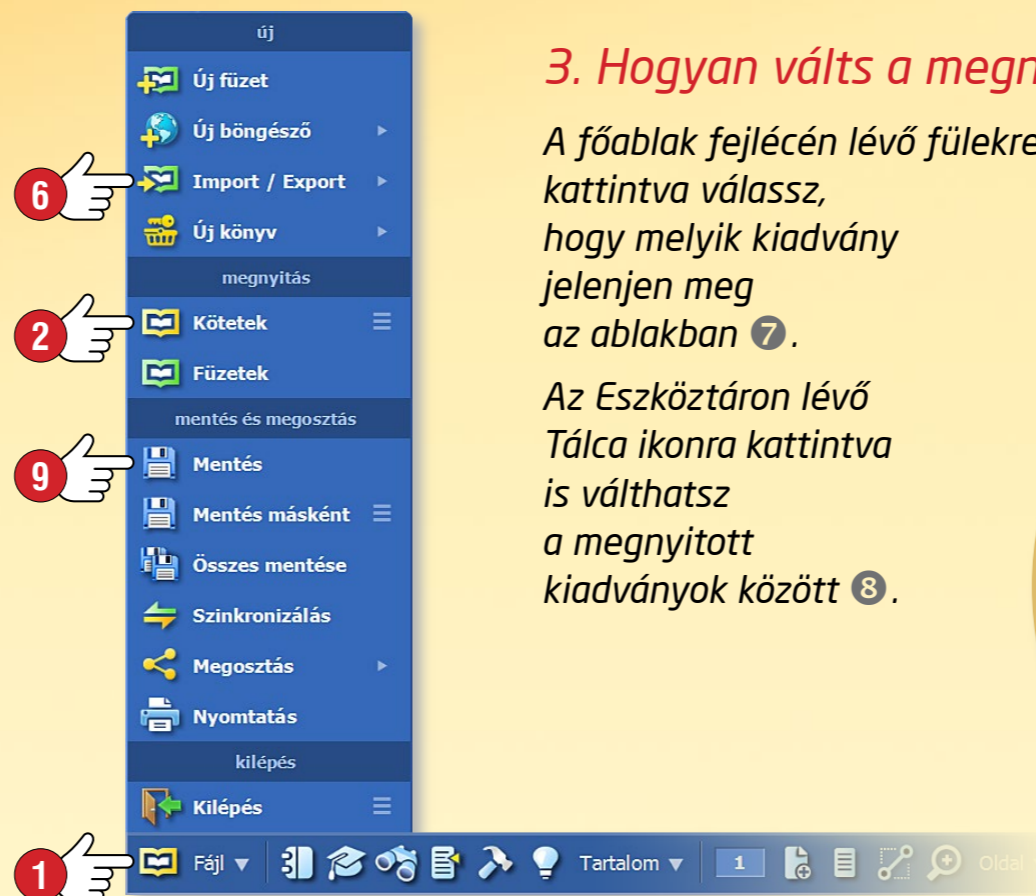 új
Új füzet
Új böngésző
6
Import / Export
Új könyv
megnyitás
2
Kötetek
Füzetek
mentés és megosztás
9
Mentés
Mentés másként
Összes mentése
Szinkronizálás
Megosztás
Nyomtatás
kilépés
Kilépés
1
Fájl
Tartalom
1
Oldal
3. Hogyan válts a megn
A főablak fejlécén lévő fülekre
kattintva válassz,
hogy melyik kiadvány
jelenjen meg
az ablakban 7.
Az Eszköztáron lévő
Tálca ikonra kattintva
is válthatsz
a megnyitott
kiadványok között 8.